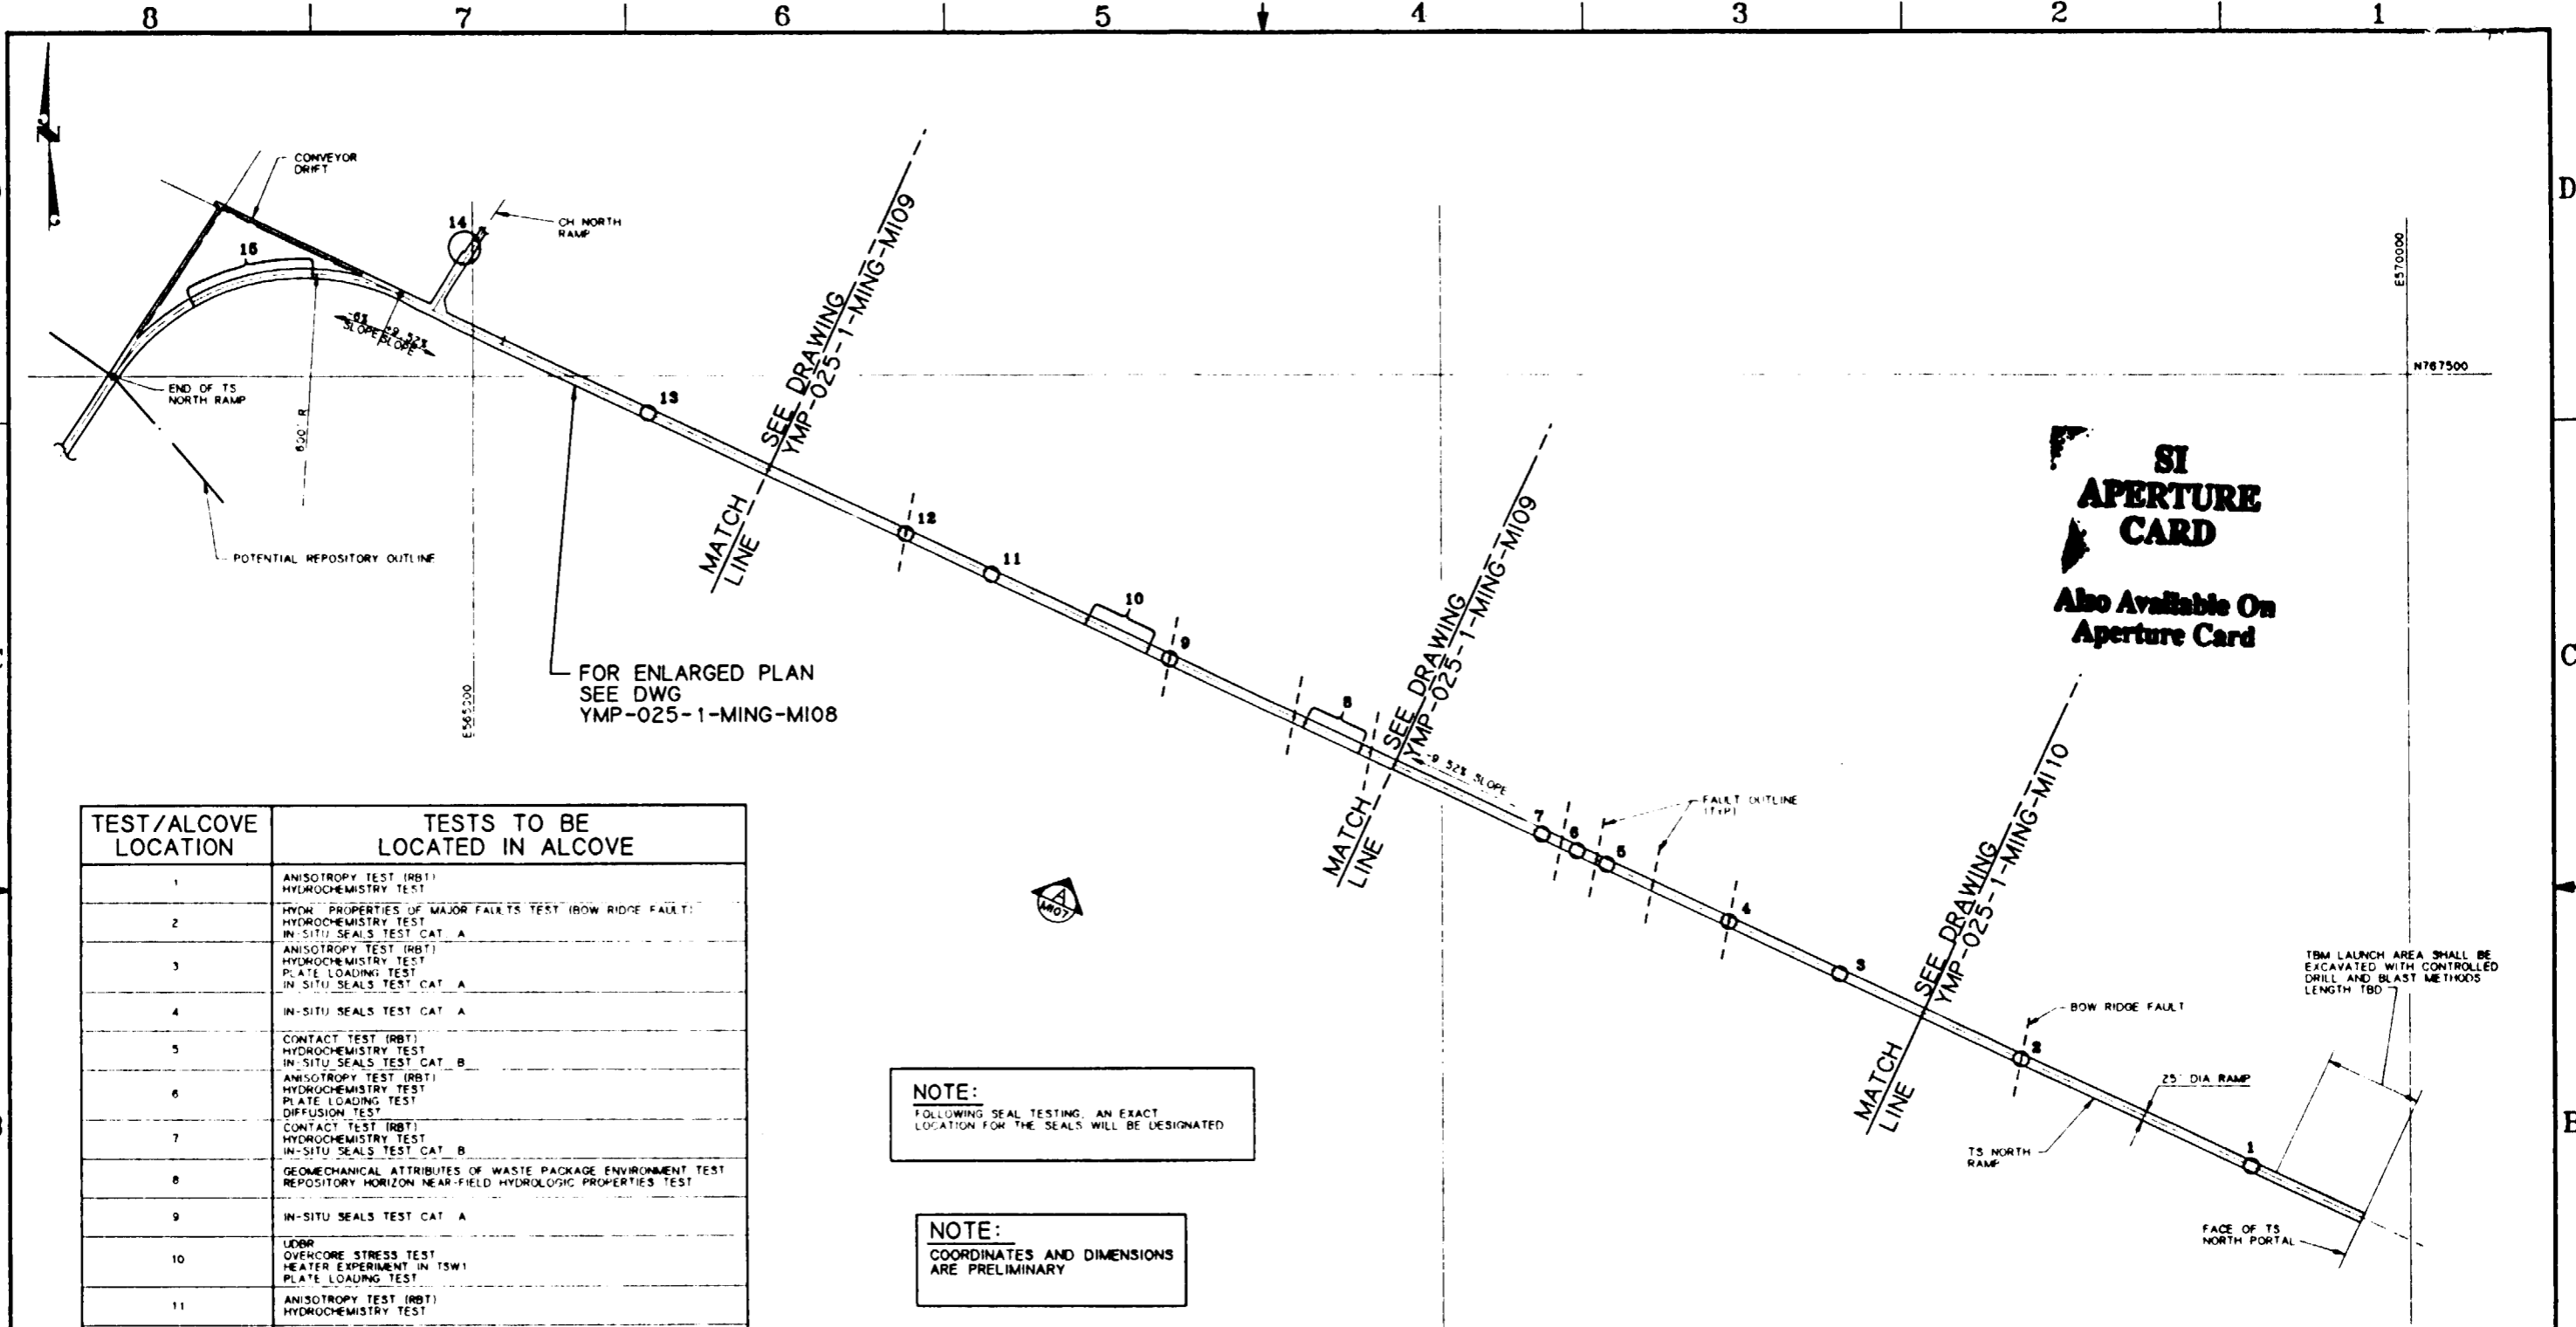 8 7 6 5 4 3 2 1
D
C
B
N
CONVEYOR
DRIFT
14
CH NORTH
RAMP
15
-6%
SLOPE
SLOPE
END OF TS
NORTH RAMP
600' R
POTENTIAL REPOSITORY OUTLINE
E565000
E570000
N767500
13
SEE DRAWING
YMP-025-1-MING-MI09
MATCH
LINE
FOR ENLARGED PLAN
SEE DWG
YMP-025-1-MING-MI08
12
11
10
9
8
SEE DRAWING
YMP-025-1-MING-MI09
MATCH
LINE
-9.52% SLOPE
7
6
5
FAULT OUTLINE
(TYP)
4
3
SEE DRAWING
YMP-025-1-MING-MI10
MATCH
LINE
BOW RIDGE FAULT
2
25' DIA RAMP
TS NORTH
RAMP
1
TBM LAUNCH AREA SHALL BE
EXCAVATED WITH CONTROLLED
DRILL AND BLAST METHODS
LENGTH TBD
FACE OF TS
NORTH PORTAL
SI
APERTURE
CARD
Also Available On
Aperture Card
A
MI07
NOTE:
FOLLOWING SEAL TESTING, AN EXACT
LOCATION FOR THE SEALS WILL BE DESIGNATED
NOTE:
COORDINATES AND DIMENSIONS
ARE PRELIMINARY
TEST/ALCOVE
LOCATION
TESTS TO BE
LOCATED IN ALCOVE
1
ANISOTROPY TEST (RBT)
HYDROCHEMISTRY TEST
2
HYDR. PROPERTIES OF MAJOR FAULTS TEST (BOW RIDGE FAULT)
HYDROCHEMISTRY TEST
IN-SITU SEALS TEST CAT. A
3
ANISOTROPY TEST (RBT)
HYDROCHEMISTRY TEST
PLATE LOADING TEST
IN SITU SEALS TEST CAT. A
4
IN-SITU SEALS TEST CAT. A
5
CONTACT TEST (RBT)
HYDROCHEMISTRY TEST
IN-SITU SEALS TEST CAT. B
6
ANISOTROPY TEST (RBT)
HYDROCHEMISTRY TEST
PLATE LOADING TEST
DIFFUSION TEST
7
CONTACT TEST (RBT)
HYDROCHEMISTRY TEST
IN-SITU SEALS TEST CAT. B
8
GEOMECHANICAL ATTRIBUTES OF WASTE PACKAGE ENVIRONMENT TEST
REPOSITORY HORIZON NEAR-FIELD HYDROLOGIC PROPERTIES TEST
9
IN-SITU SEALS TEST CAT. A
10
UDBR
OVERCORE STRESS TEST
HEATER EXPERIMENT IN TSW1
PLATE LOADING TEST
11
ANISOTROPY TEST (RBT)
HYDROCHEMISTRY TEST